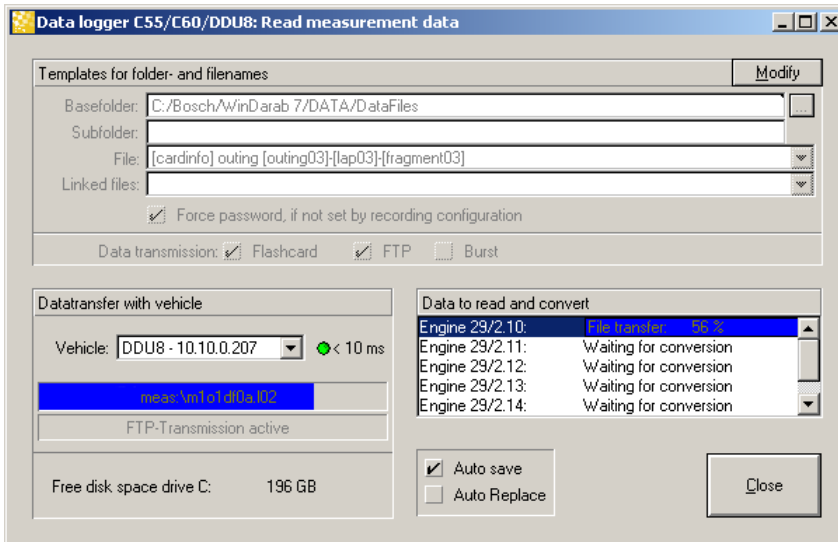 Data logger C55/C60/DDU8: Read measurement data
Templates for folder- and filenames
Modify
Basefolder: C:/Bosch/WinDarab 7/DATA/DataFiles
...
Subfolder:
File: [cardinfo] outing [outing03]-[lap03]-[fragment03]
Linked files:
Force password, if not set by recording configuration
Data transmission: Flashcard FTP Burst
Datatransfer with vehicle
Vehicle: DDU8 - 10.10.0.207 < 10 ms
meas:\m1o1df0a.l02
FTP-Transmission active
Free disk space drive C: 196 GB
Data to read and convert
Engine 29/2.10: File transfer: 56 %
Engine 29/2.11: Waiting for conversion
Engine 29/2.12: Waiting for conversion
Engine 29/2.13: Waiting for conversion
Engine 29/2.14: Waiting for conversion
Auto save
Auto Replace
Close